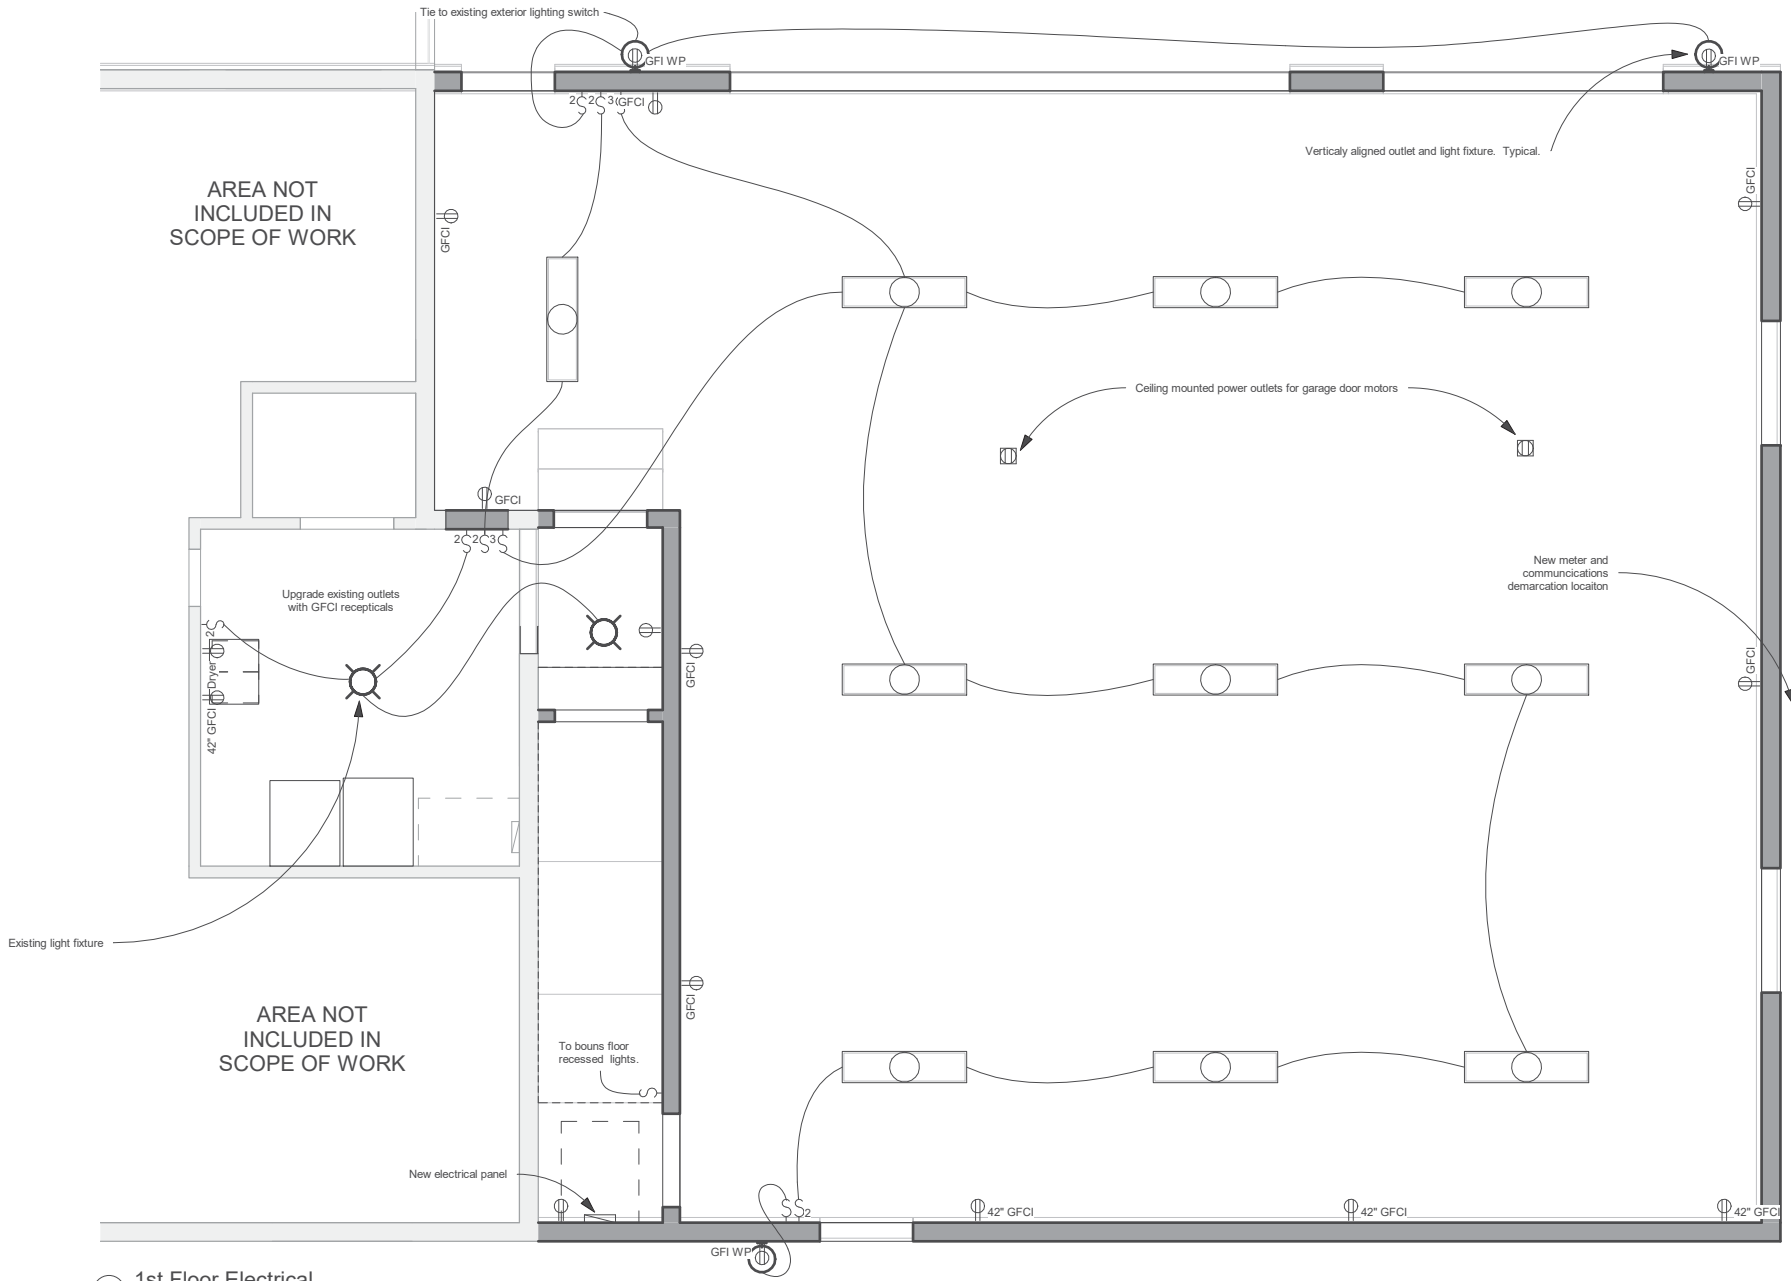 Tie to existing exterior lighting switch
GFI WP
GFI WP
2
2
3
GFCI
Verticaly aligned outlet and light fixture. Typical.
AREA NOT
INCLUDED IN
SCOPE OF WORK
GFCI
GFCI
Ceiling mounted power outlets for garage door motors
GFCI
2
2
3
New meter and
communcications
demarcation locaiton
Upgrade existing outlets
with GFCI recepticals
2
Dryer
42" GFCI
GFCI
GFCI
Existing light fixture
GFCI
AREA NOT
INCLUDED IN
SCOPE OF WORK
To bouns floor
recessed lights.
New electrical panel
2
42" GFCI
42" GFCI
42" GFCI
GFI WP
1st Floor Electrical